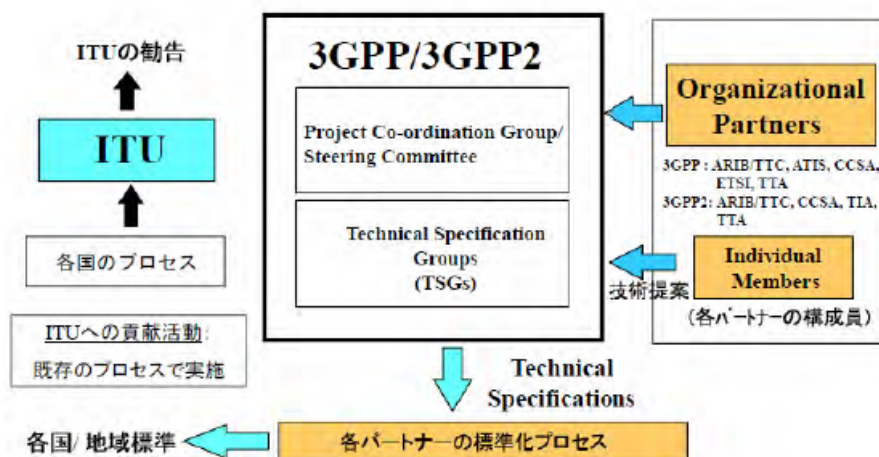 ITUの勧告
ITU
各国のプロセス
ITUへの貢献活動:
既存のプロセスで実施
3GPP/3GPP2
Project Co-ordination Group/
Steering Committee
Technical Specification
Groups
(TSGs)
Organizational
Partners
3GPP : ARIB/TTC, ATIS, CCSA,
ETSI, TTA
3GPP2: ARIB/TTC, CCSA, TIA,
TTA
Individual
Members
技術提案
(各パートナーの構成員)
Technical
Specifications
各パートナーの標準化プロセス
各国/地域標準